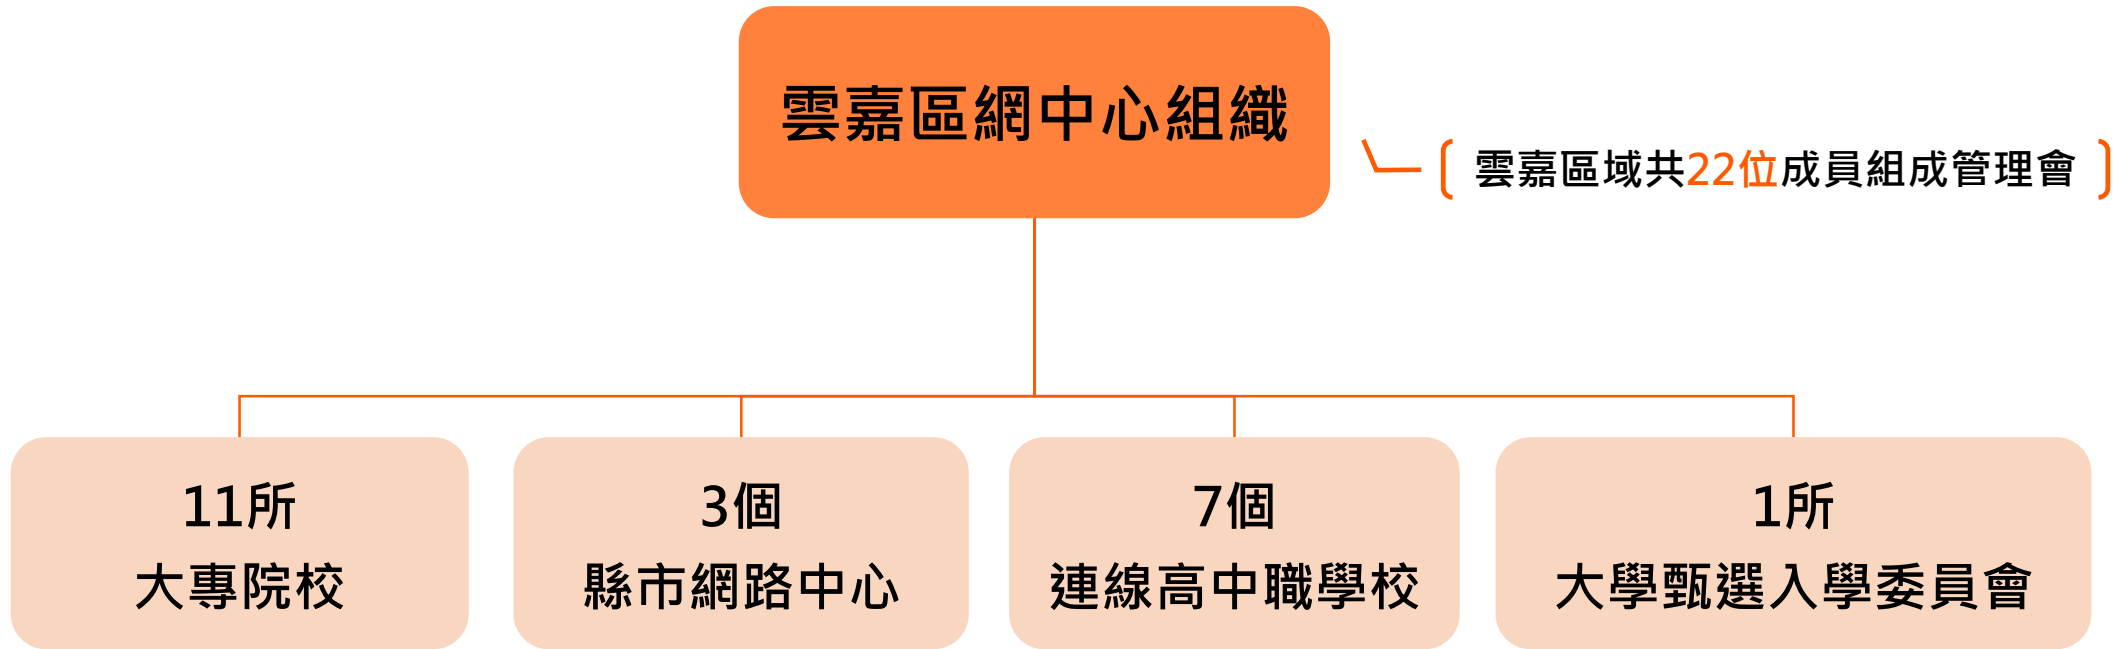 雲嘉區網中心組織
雲嘉區域共22位成員組成管理會
11所
大專院校
3個
縣市網路中心
7個
連線高中職學校
1所
大學甄選入學委員會